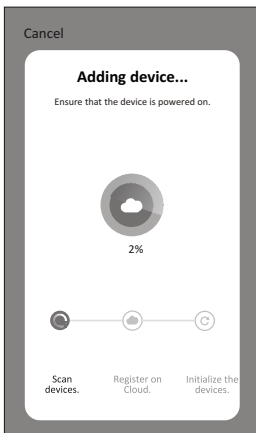 Cancel
Adding device...
Ensure that the device is powered on.
2%
Scan
devices.
Register on
Cloud.
Initialize the
devices.